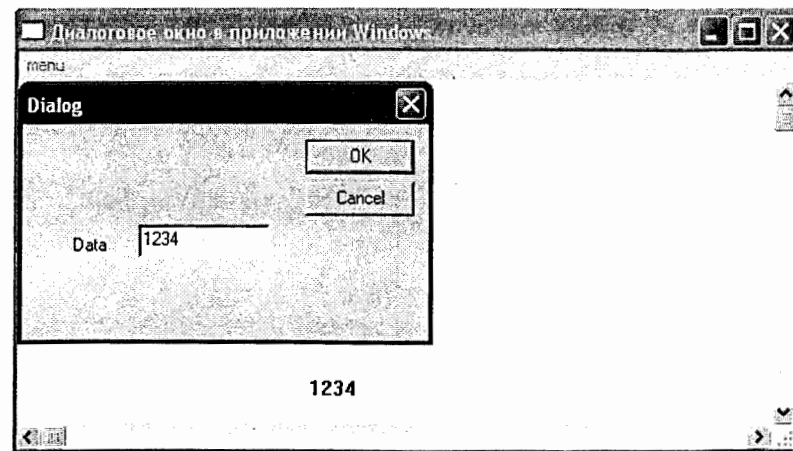 Диалоговое окно в приложении Windows
menu
Dialog
OK
Cancel
Data 1234
1234